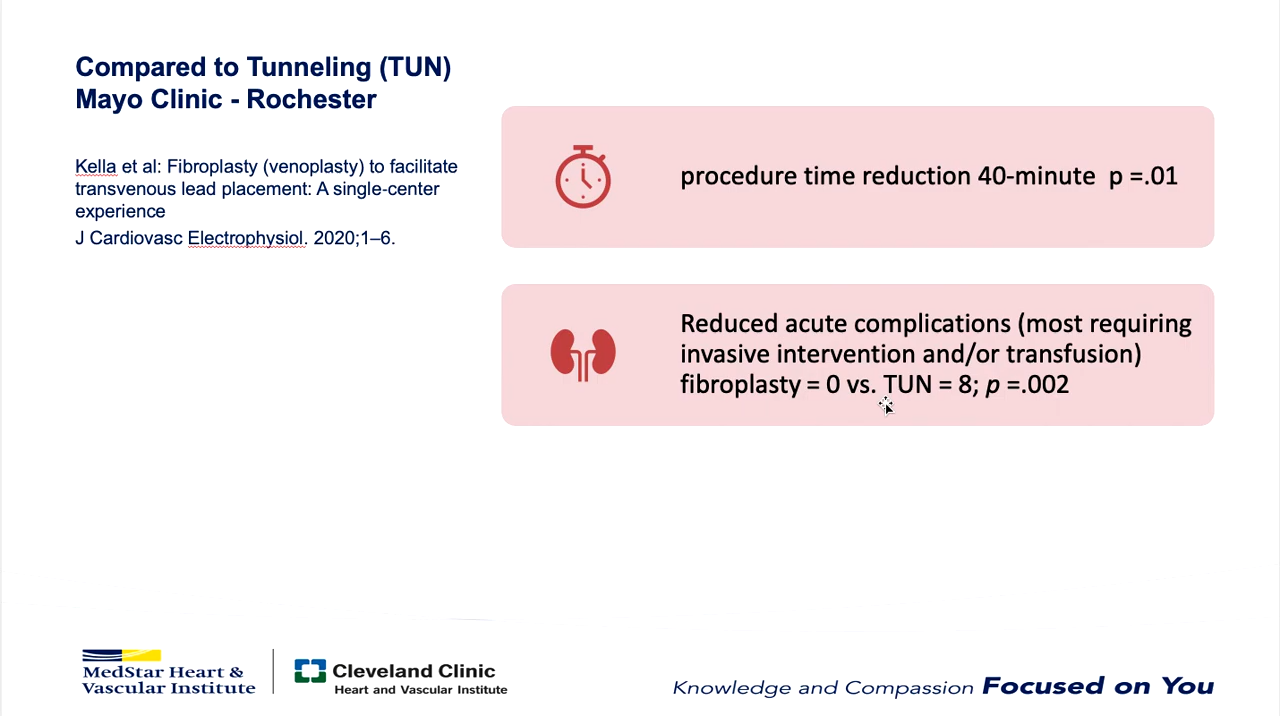 Compared to Tunneling (TUN)
Mayo Clinic - Rochester
Kella et al: Fibroplasty (venoplasty) to facilitate
transvenous lead placement: A single-center
experience
J Cardiovasc Electrophysiol. 2020;1–6.
procedure time reduction 40-minute  p =.01
Reduced acute complications (most requiring
invasive intervention and/or transfusion)
fibroplasty = 0 vs. TUN = 8; p =.002
MedStar Heart &
Vascular Institute
Cleveland Clinic
Heart and Vascular Institute
Knowledge and Compassion Focused on You